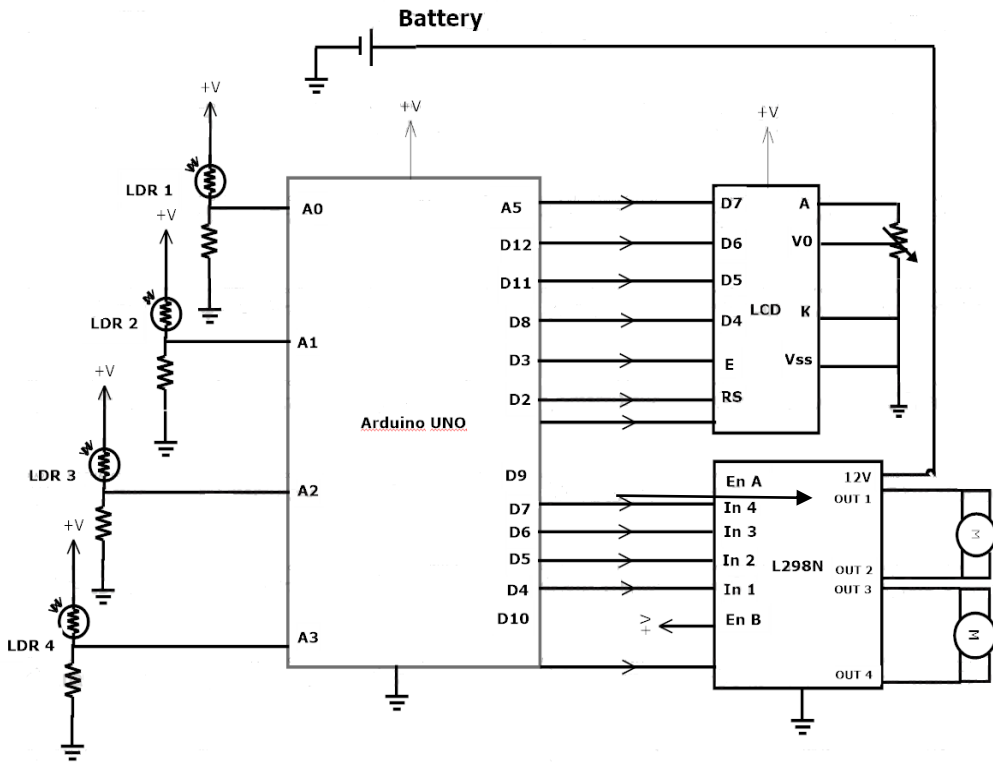 Battery
+V
LDR 1
+V
LDR 2
+V
LDR 3
+V
LDR 4
+V
A0
A1
A2
A3
Arduino UNO
A5
D12
D11
D8
D3
D2
D9
D7
D6
D5
D4
D10
+V
D7
D6
D5
D4
E
RS
LCD
A
V0
K
Vss
En A
In 4
In 3
In 2
In 1
En B
+V
L298N
12V
OUT 1
OUT 2
OUT 3
OUT 4
M
M